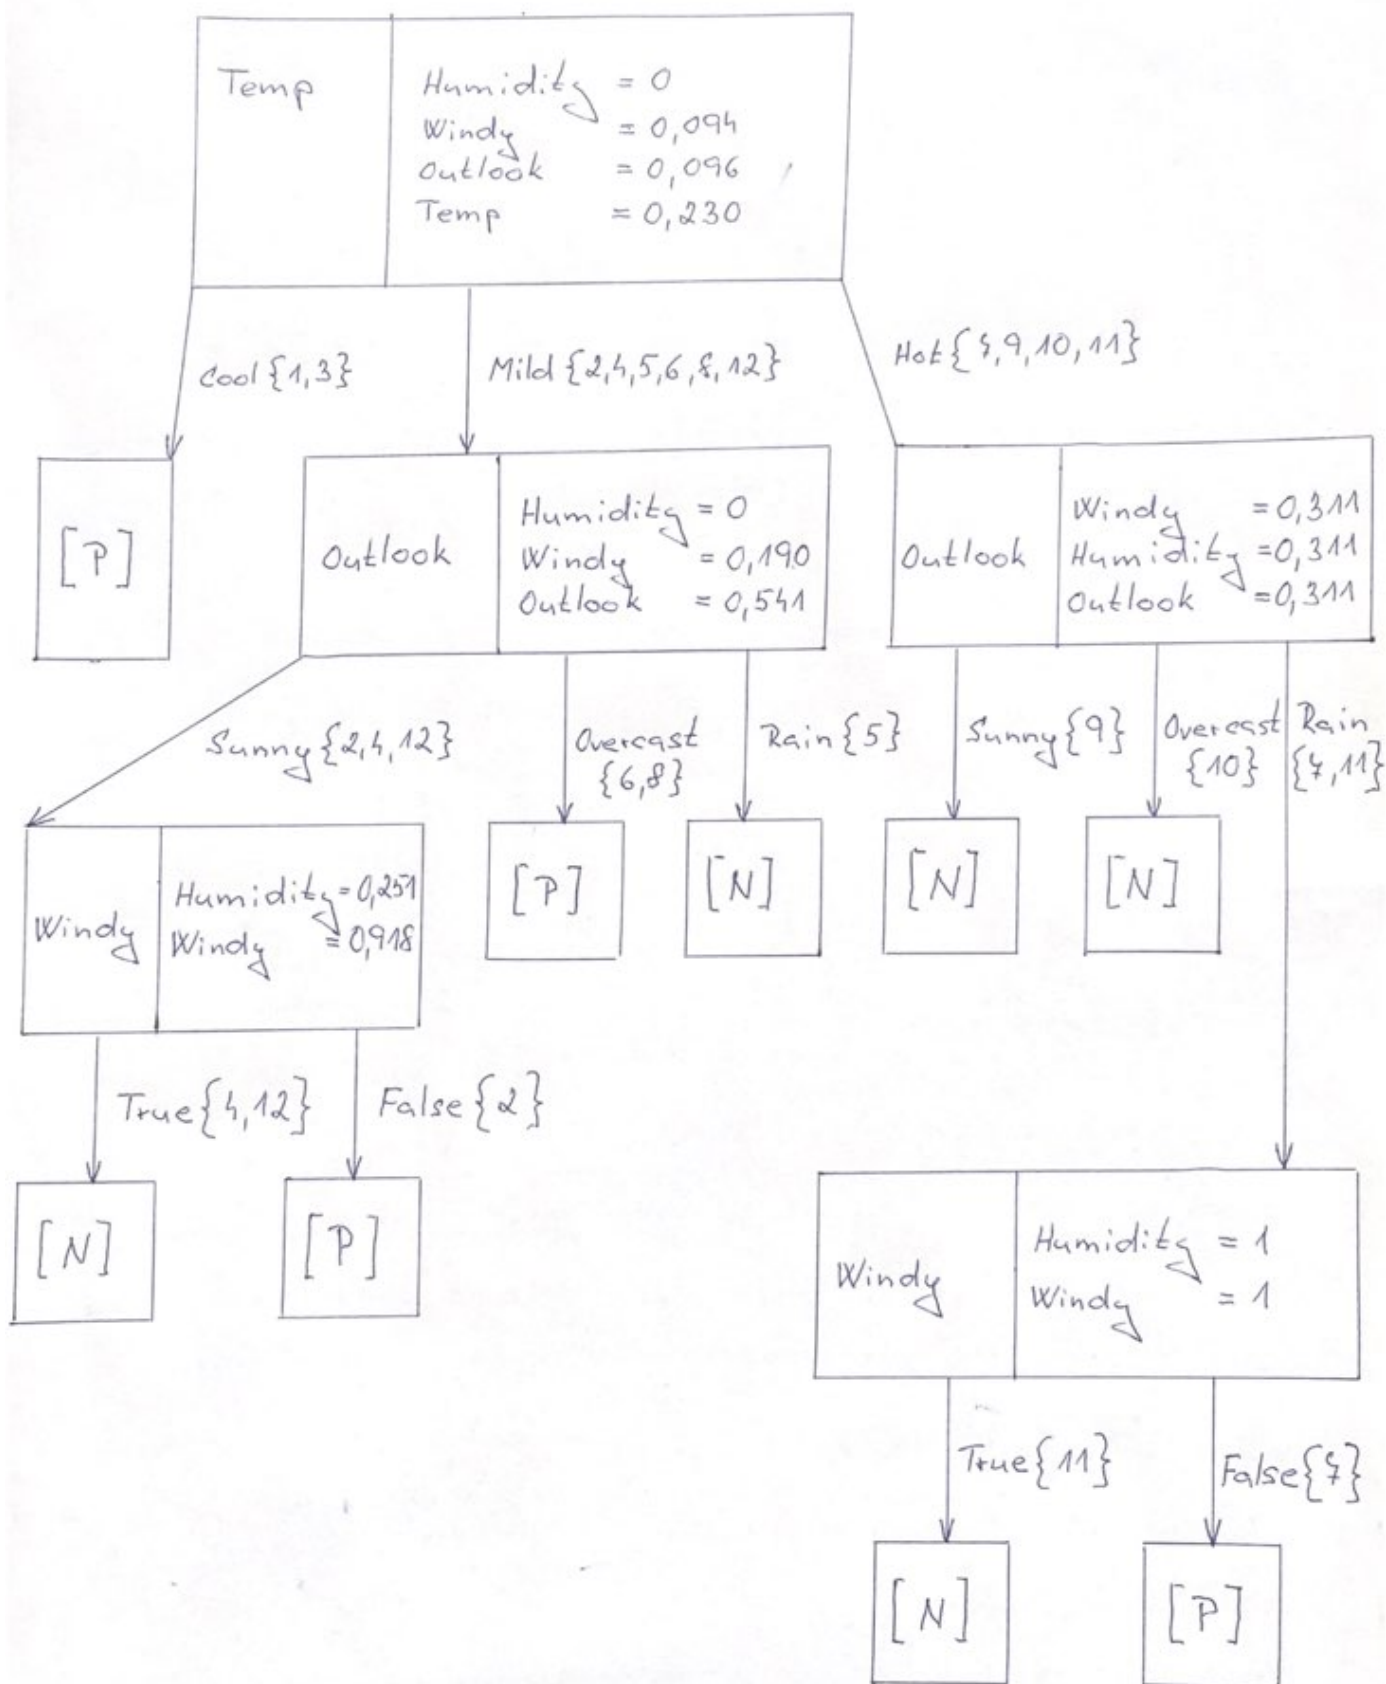 Temp
Humidity = 0
Windy = 0,094
Outlook = 0,096
Temp = 0,230
Cool {1,3}
Mild {2,4,5,6,8,12}
Hot {7,9,10,11}
[P]
Outlook
Humidity = 0
Windy = 0,190
Outlook = 0,541
Outlook
Windy = 0,311
Humidity = 0,311
Outlook = 0,311
Sunny {2,4,12}
Overcast
{6,8}
Rain {5}
Sunny {9}
Overcast
{10}
Rain
{7,11}
Windy
Humidity = 0,251
Windy = 0,918
[P]
[N]
[N]
[N]
True {4,12}
False {2}
[N]
[P]
Windy
Humidity = 1
Windy = 1
True {11}
False {7}
[N]
[P]